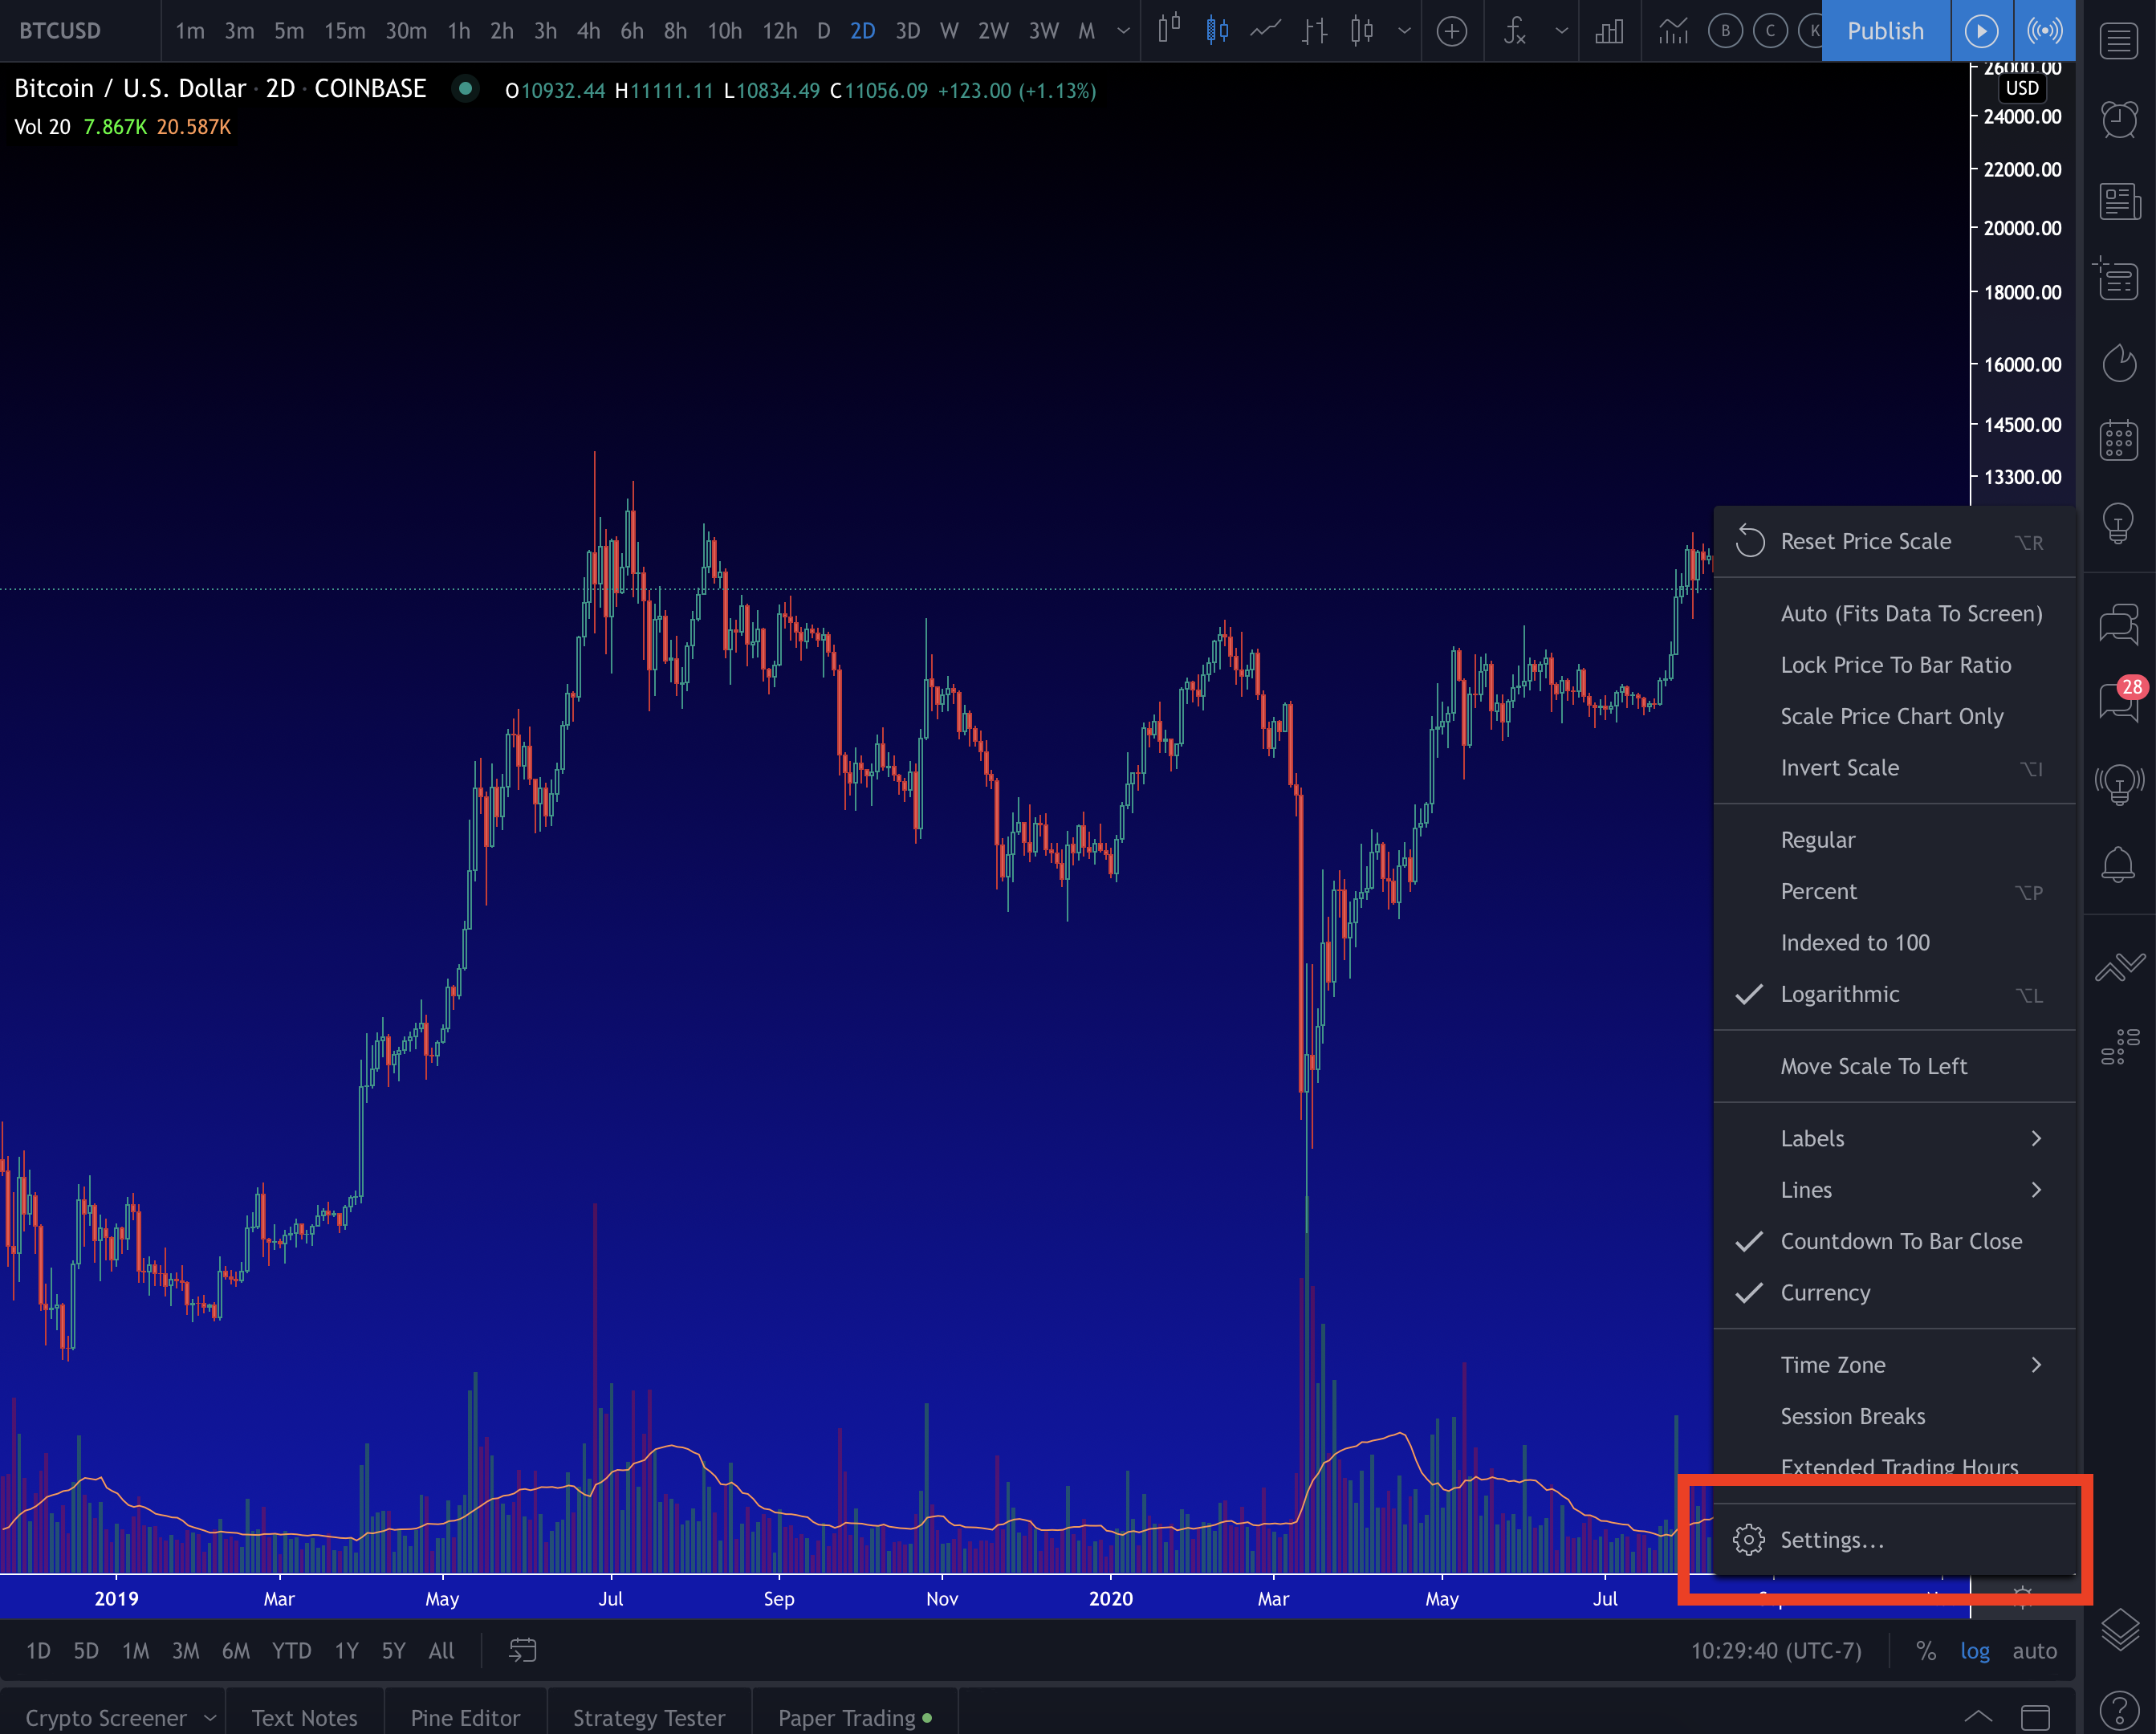 BTCUSD 1m 3m 5m 15m 30m 1h 2h 3h 4h 6h 8h 10h 12h D 2D 3D W 2W 3W M B C K Publish
Bitcoin / U.S. Dollar · 2D · COINBASE O10932.44 H11111.11 L10834.49 C11056.09 +123.00 (+1.13%)
Vol 20 7.867K 20.587K
26000.00
USD
24000.00
22000.00
20000.00
18000.00
16000.00
14500.00
13300.00
Reset Price Scale ⌥R
Auto (Fits Data To Screen)
Lock Price To Bar Ratio
28
Scale Price Chart Only
Invert Scale ⌥I
Regular
Percent ⌥P
Indexed to 100
Logarithmic ⌥L
Move Scale To Left
Labels
Lines
Countdown To Bar Close
Currency
Time Zone
Session Breaks
Extended Trading Hours
Settings...
2019 Mar May Jul Sep Nov 2020 Mar May Jul
1D 5D 1M 3M 6M YTD 1Y 5Y All 10:29:40 (UTC-7) % log auto
Crypto Screener Text Notes Pine Editor Strategy Tester Paper Trading